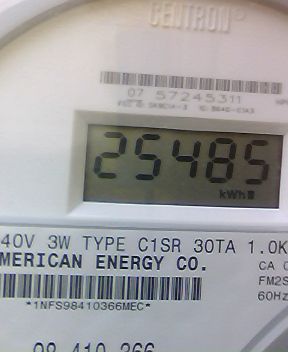 CENTRON®
07 57245311
25485
kWh
40V 3W TYPE C1SR 30TA 1.0K
MERICAN ENERGY CO.
CA 0
FM2S
60Hz
*1NFS98410366MEC*
98 410 366